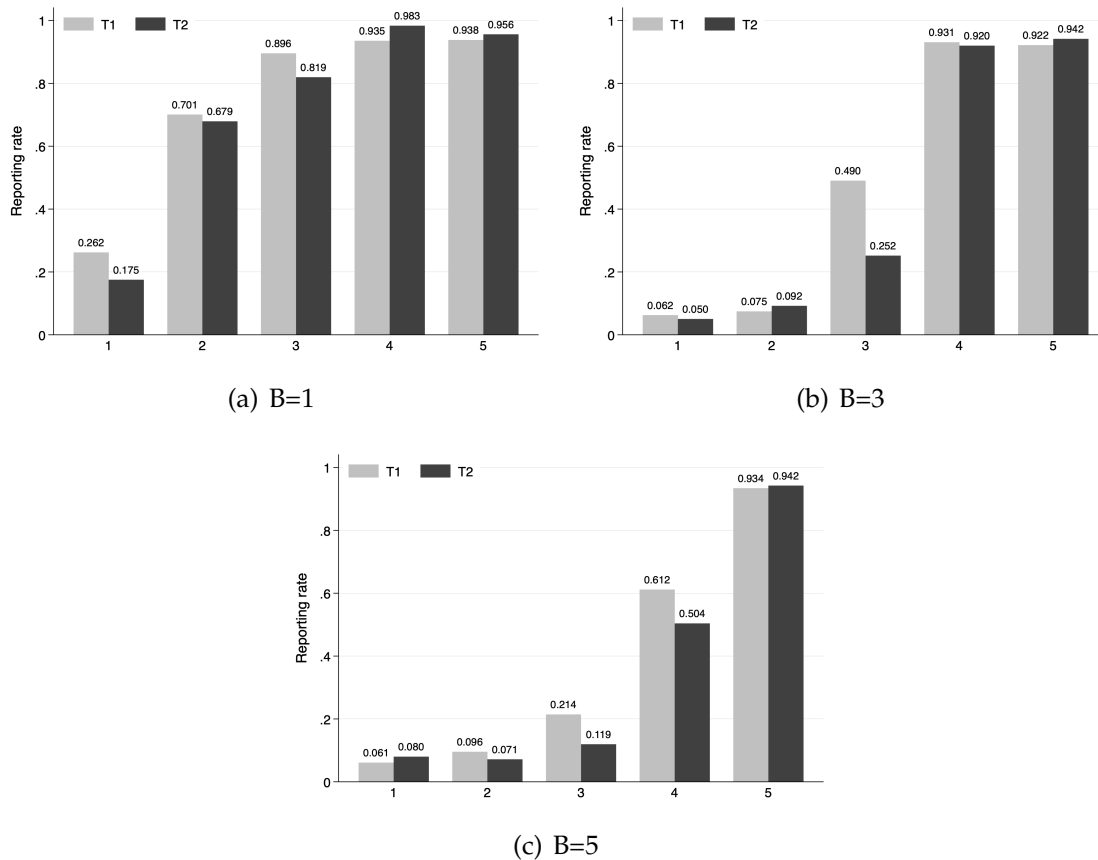 T1 T2
Reporting rate
1
.8
.6
.4
.2
0
0.262 0.175 0.701 0.679 0.896 0.819 0.935 0.983 0.938 0.956
1 2 3 4 5
(a) B=1
T1 T2
Reporting rate
1
.8
.6
.4
.2
0
0.062 0.050 0.075 0.092 0.490 0.252 0.931 0.920 0.922 0.942
1 2 3 4 5
(b) B=3
T1 T2
Reporting rate
1
.8
.6
.4
.2
0
0.061 0.080 0.096 0.071 0.214 0.119 0.612 0.504 0.934 0.942
1 2 3 4 5
(c) B=5